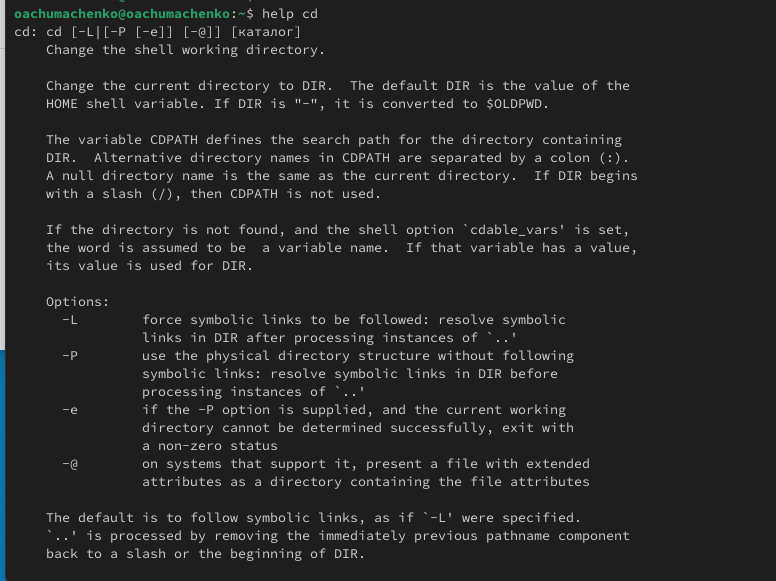 oachumachenko@oachumachenko:~$ help cd
cd: cd [-L|[-P [-e]] [-@]] [каталог]
    Change the shell working directory.

    Change the current directory to DIR.  The default DIR is the value of the
    HOME shell variable. If DIR is "-", it is converted to $OLDPWD.

    The variable CDPATH defines the search path for the directory containing
    DIR.  Alternative directory names in CDPATH are separated by a colon (:).
    A null directory name is the same as the current directory.  If DIR begins
    with a slash (/), then CDPATH is not used.

    If the directory is not found, and the shell option `cdable_vars' is set,
    the word is assumed to be  a variable name.  If that variable has a value,
    its value is used for DIR.

    Options:
      -L        force symbolic links to be followed: resolve symbolic
                links in DIR after processing instances of `..'
      -P        use the physical directory structure without following
                symbolic links: resolve symbolic links in DIR before
                processing instances of `..'
      -e        if the -P option is supplied, and the current working
                directory cannot be determined successfully, exit with
                a non-zero status
      -@        on systems that support it, present a file with extended
                attributes as a directory containing the file attributes

    The default is to follow symbolic links, as if `-L' were specified.
    `..' is processed by removing the immediately previous pathname component
    back to a slash or the beginning of DIR.